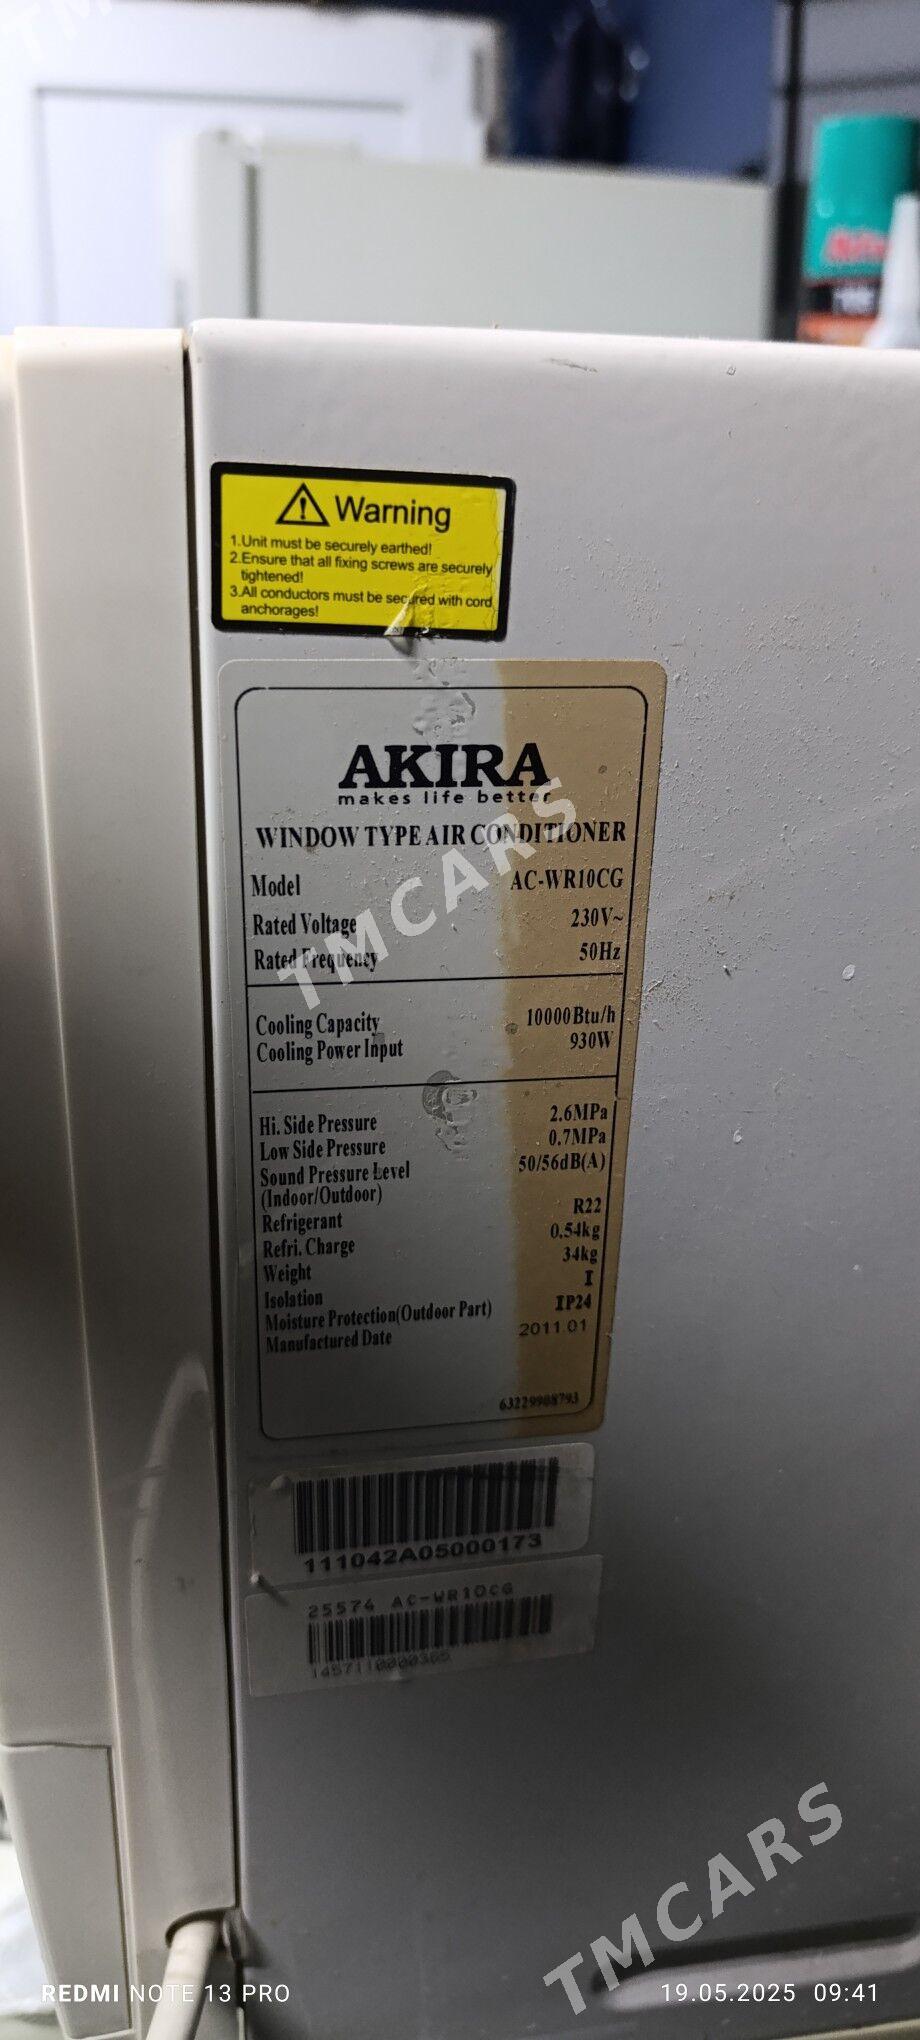 Warning
1.Unit must be securely earthed!
2.Ensure that all fixing screws are securely
tightened!
3.All conductors must be secured with cord
anchorages!
AKIRA
makes life better
WINDOW TYPE AIR CONDITIONER
Model AC-WR10CG
Rated Voltage 230V~
Rated Frequency 50Hz
Cooling Capacity 10000Btu/h
Cooling Power Input 930W
Hi. Side Pressure 2.6MPa
Low Side Pressure 0.7MPa
Sound Pressure Level 50/56dB(A)
(Indoor/Outdoor)
Refrigerant R22
Refri. Charge 0.54kg
Weight 34kg
Isolation I
Moisture Protection(Outdoor Part) IP24
Manufactured Date 2011.01
63229908793
111042A05000173
25574 AC-WR10CG
TMCARS
TMCARS
REDMI NOTE 13 PRO
19.05.2025 09:41